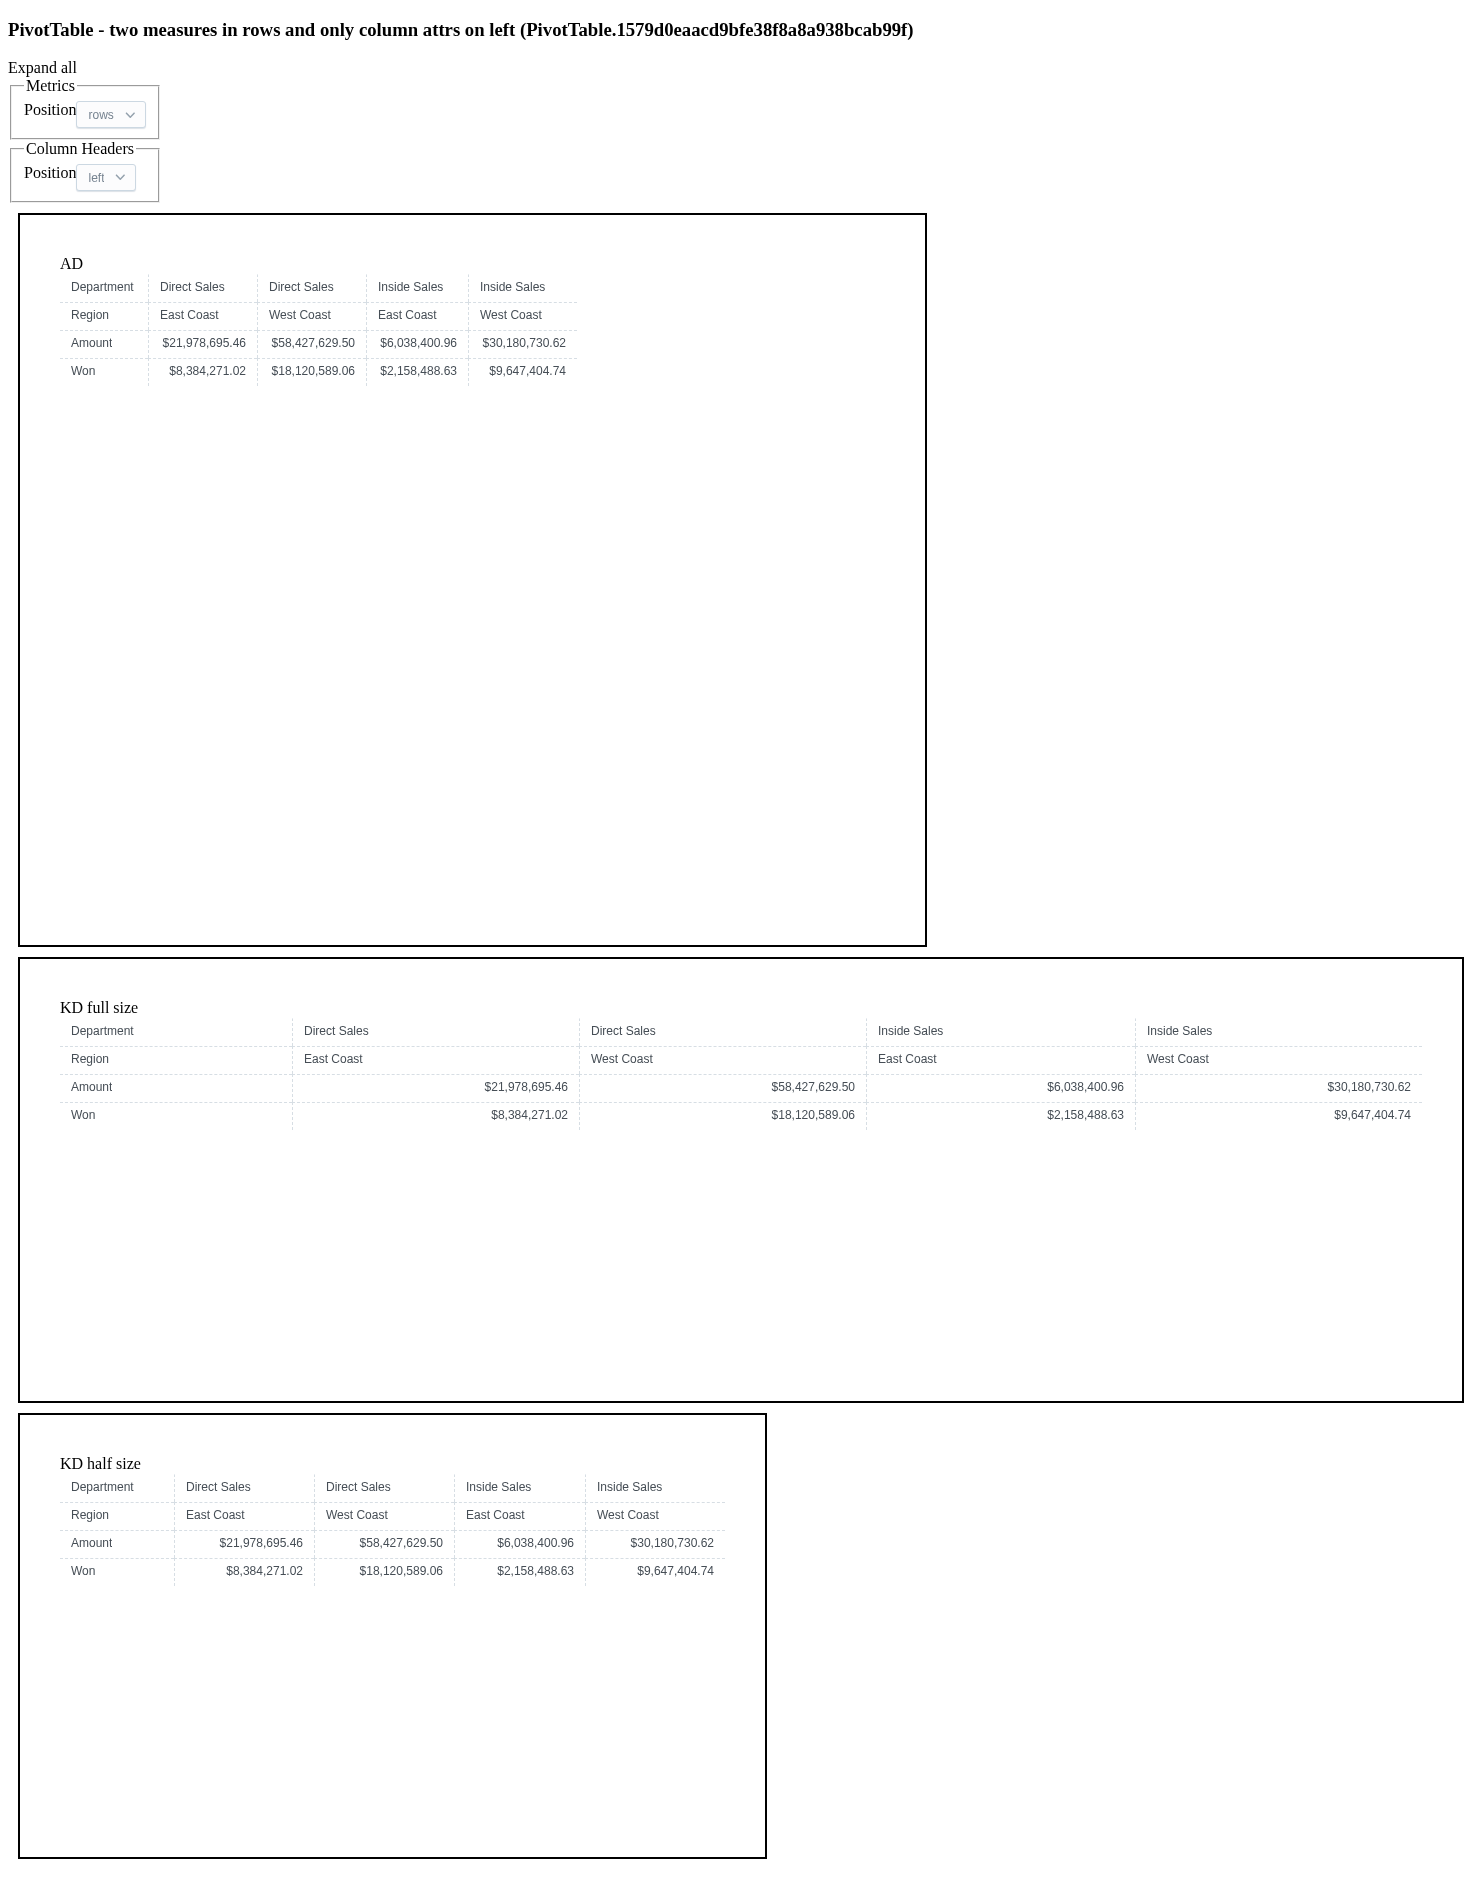 PivotTable - two measures in rows and only column attrs on left (PivotTable.1579d0eaacd9bfe38f8a8a938bcab99f)
Expand all
Metrics
Position rows
Column Headers
Position left
AD
Department Direct Sales Direct Sales Inside Sales Inside Sales
Region East Coast West Coast East Coast West Coast
Amount $21,978,695.46 $58,427,629.50 $6,038,400.96 $30,180,730.62
Won $8,384,271.02 $18,120,589.06 $2,158,488.63 $9,647,404.74
KD full size
Department Direct Sales Direct Sales Inside Sales Inside Sales
Region East Coast West Coast East Coast West Coast
Amount $21,978,695.46 $58,427,629.50 $6,038,400.96 $30,180,730.62
Won $8,384,271.02 $18,120,589.06 $2,158,488.63 $9,647,404.74
KD half size
Department Direct Sales Direct Sales Inside Sales Inside Sales
Region East Coast West Coast East Coast West Coast
Amount $21,978,695.46 $58,427,629.50 $6,038,400.96 $30,180,730.62
Won $8,384,271.02 $18,120,589.06 $2,158,488.63 $9,647,404.74